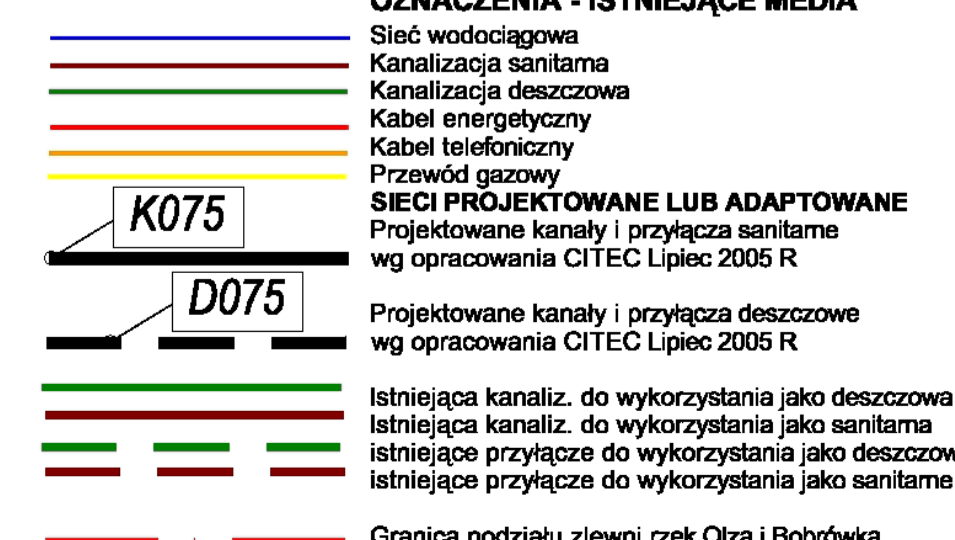 OZNACZENIA - ISTNIEJĄCE MEDIA
Sieć wodociągowa
Kanalizacja sanitarna
Kanalizacja deszczowa
Kabel energetyczny
Kabel telefoniczny
Przewód gazowy
SIECI PROJEKTOWANE LUB ADAPTOWANE
K075
Projektowane kanały i przyłącza sanitarne
wg opracowania CITEC Lipiec 2005 R
D075
Projektowane kanały i przyłącza deszczowe
wg opracowania CITEC Lipiec 2005 R
Istniejąca kanaliz. do wykorzystania jako deszczowa
Istniejąca kanaliz. do wykorzystania jako sanitarna
istniejące przyłącze do wykorzystania jako deszczow
istniejące przyłącze do wykorzystania jako sanitarne
Granica podziału zlewni rzek Olza i Bobrówka